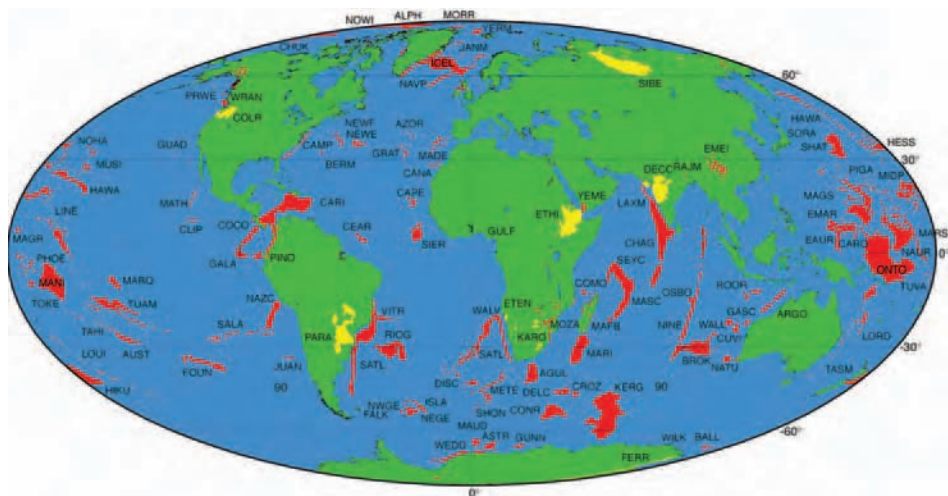 NOWI ALPH MORR
YERM
CHUK JANM
ICEL
60°
NAVP SIBE
PRWE WRAN
HAWA
COLR
SORA
NEWF AZOR
NOHA GUAD CAMP NEWE SHAT HESS
EMEI
BERM GRAT MADE 30°
MUSI DECC RAJM
CANA PIGA MIDP
HAWA CAPE YEME
MATH LAXM MAGS
CARI
LINE COCO ETHI EMAR
CLIP CEAR GULF MARS
MAGR SIER CHAG EAUR CARO
PHOE GALA PINO SEYC NAUR 0°
MANI MARQ COMO ROOR ONTO
TOKE NAZC ETEN MASC OSBO TUVA
TUAM VITR WALV GASC ARGO
TAHI SALA MOZA MAFB NINE WALL
PARA RIOG KARO CUVI LORD
LOUI AUST SATL MARI BROK -30°
FOUN JUAN SATL AGUL NATU TASM
HIKU 90 DISC METE DELC CROZ KERG 90
NWGE ISLA SHON CONR
FALK NEGE
MAUD -60°
WEDD ASTR GUNN WILK BALL
FERR
0°